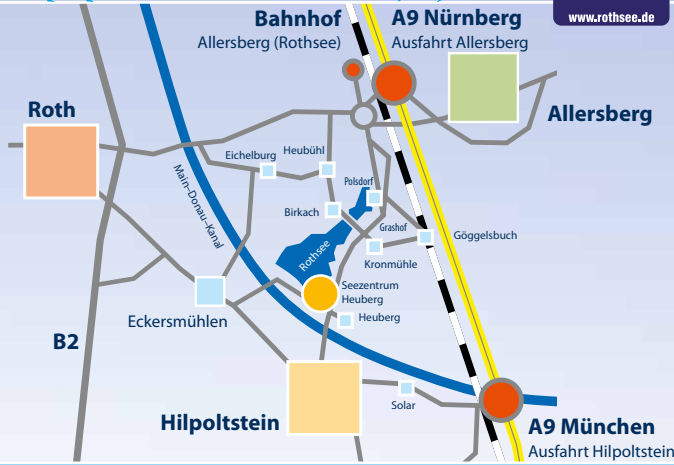 www.rothsee.de
Bahnhof
Allersberg (Rothsee)
A9 Nürnberg
Ausfahrt Allersberg
Roth
Allersberg
Eichelburg
Heubühl
Polsdorf
Main–Donau–Kanal
Birkach
Grashof
Göggelsbuch
Rothsee
Kronmühle
Seezentrum
Heuberg
Heuberg
Eckersmühlen
B2
Hilpoltstein
Solar
A9 München
Ausfahrt Hilpoltstein